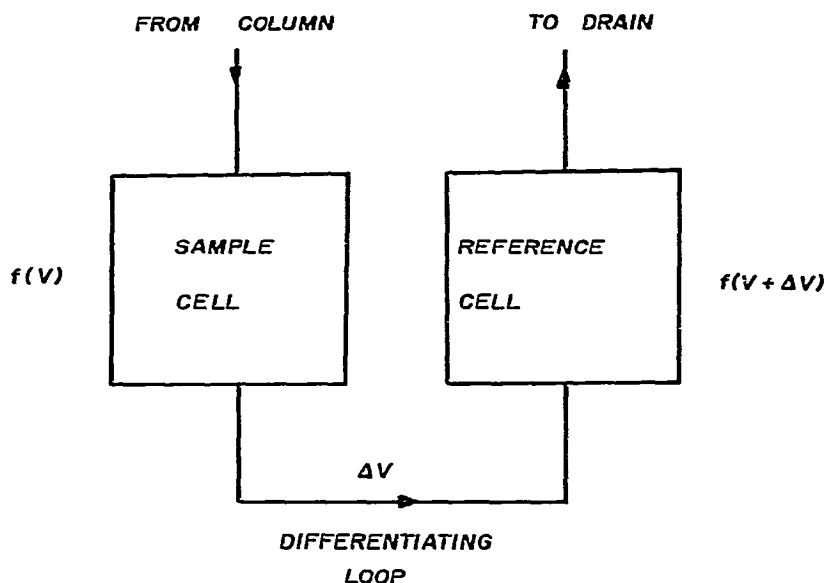 FROM COLUMN
TO DRAIN
f(V)
SAMPLE
CELL
REFERENCE
CELL
f(V + ΔV)
ΔV
DIFFERENTIATING
LOOP